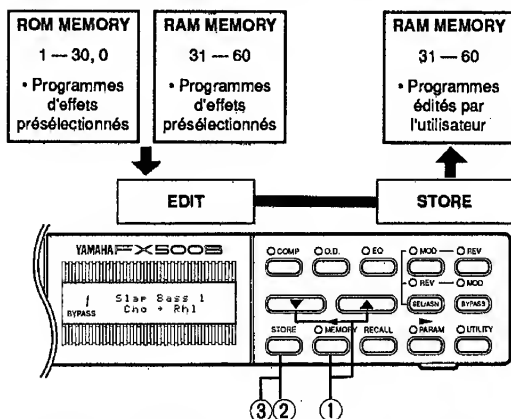 ROM MEMORY
1 — 30, 0
• Programmes
d'effets
présélectionnés
RAM MEMORY
31 — 60
• Programmes
d'effets
présélectionnés
RAM MEMORY
31 — 60
• Programmes
édités par
l'utilisateur
EDIT
STORE
YAMAHA FX500B
1
BYPASS
Slap Bass 1
Cho + Rhl
COMP
O.D.
EQ
MOD
REV
REV
MOD
SEL/ASN
BYPASS
STORE
MEMORY
RECALL
PARAM
UTILITY
③ ② ①